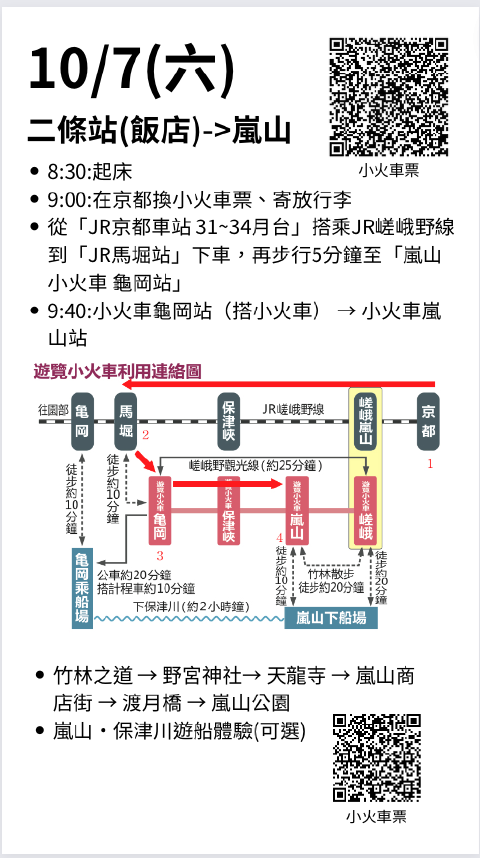 10/7(六)
二條站(飯店)->嵐山
小火車票
• 8:30:起床
• 9:00:在京都換小火車票、寄放行李
• 從「JR京都車站 31~34月台」搭乘JR嵯峨野線
到「JR馬堀站」下車，再步行5分鐘至「嵐山
小火車 龜岡站」
• 9:40:小火車龜岡站（搭小火車） → 小火車嵐
山站
遊覽小火車利用連絡圖
往園部
亀岡
馬堀
保津峽
JR嵯峨野線
嵯峨嵐山
京都
2
1
徒步約10分鐘
徒步約10分鐘
嵯峨野觀光線(約25分鐘)
遊覽小火車
亀岡
遊覽小火車
保津峽
遊覽小火車
嵐山
遊覽小火車
嵯峨
3
4
亀岡乘船場
公車約20分鐘
搭計程車約10分鐘
徒步約10分鐘
竹林散步
徒步約20分鐘
徒步約20分鐘
下保津川(約2小時鐘)
嵐山下船場
• 竹林之道 → 野宮神社→ 天龍寺 → 嵐山商
店街 → 渡月橋 → 嵐山公園
• 嵐山・保津川遊船體驗(可選)
小火車票